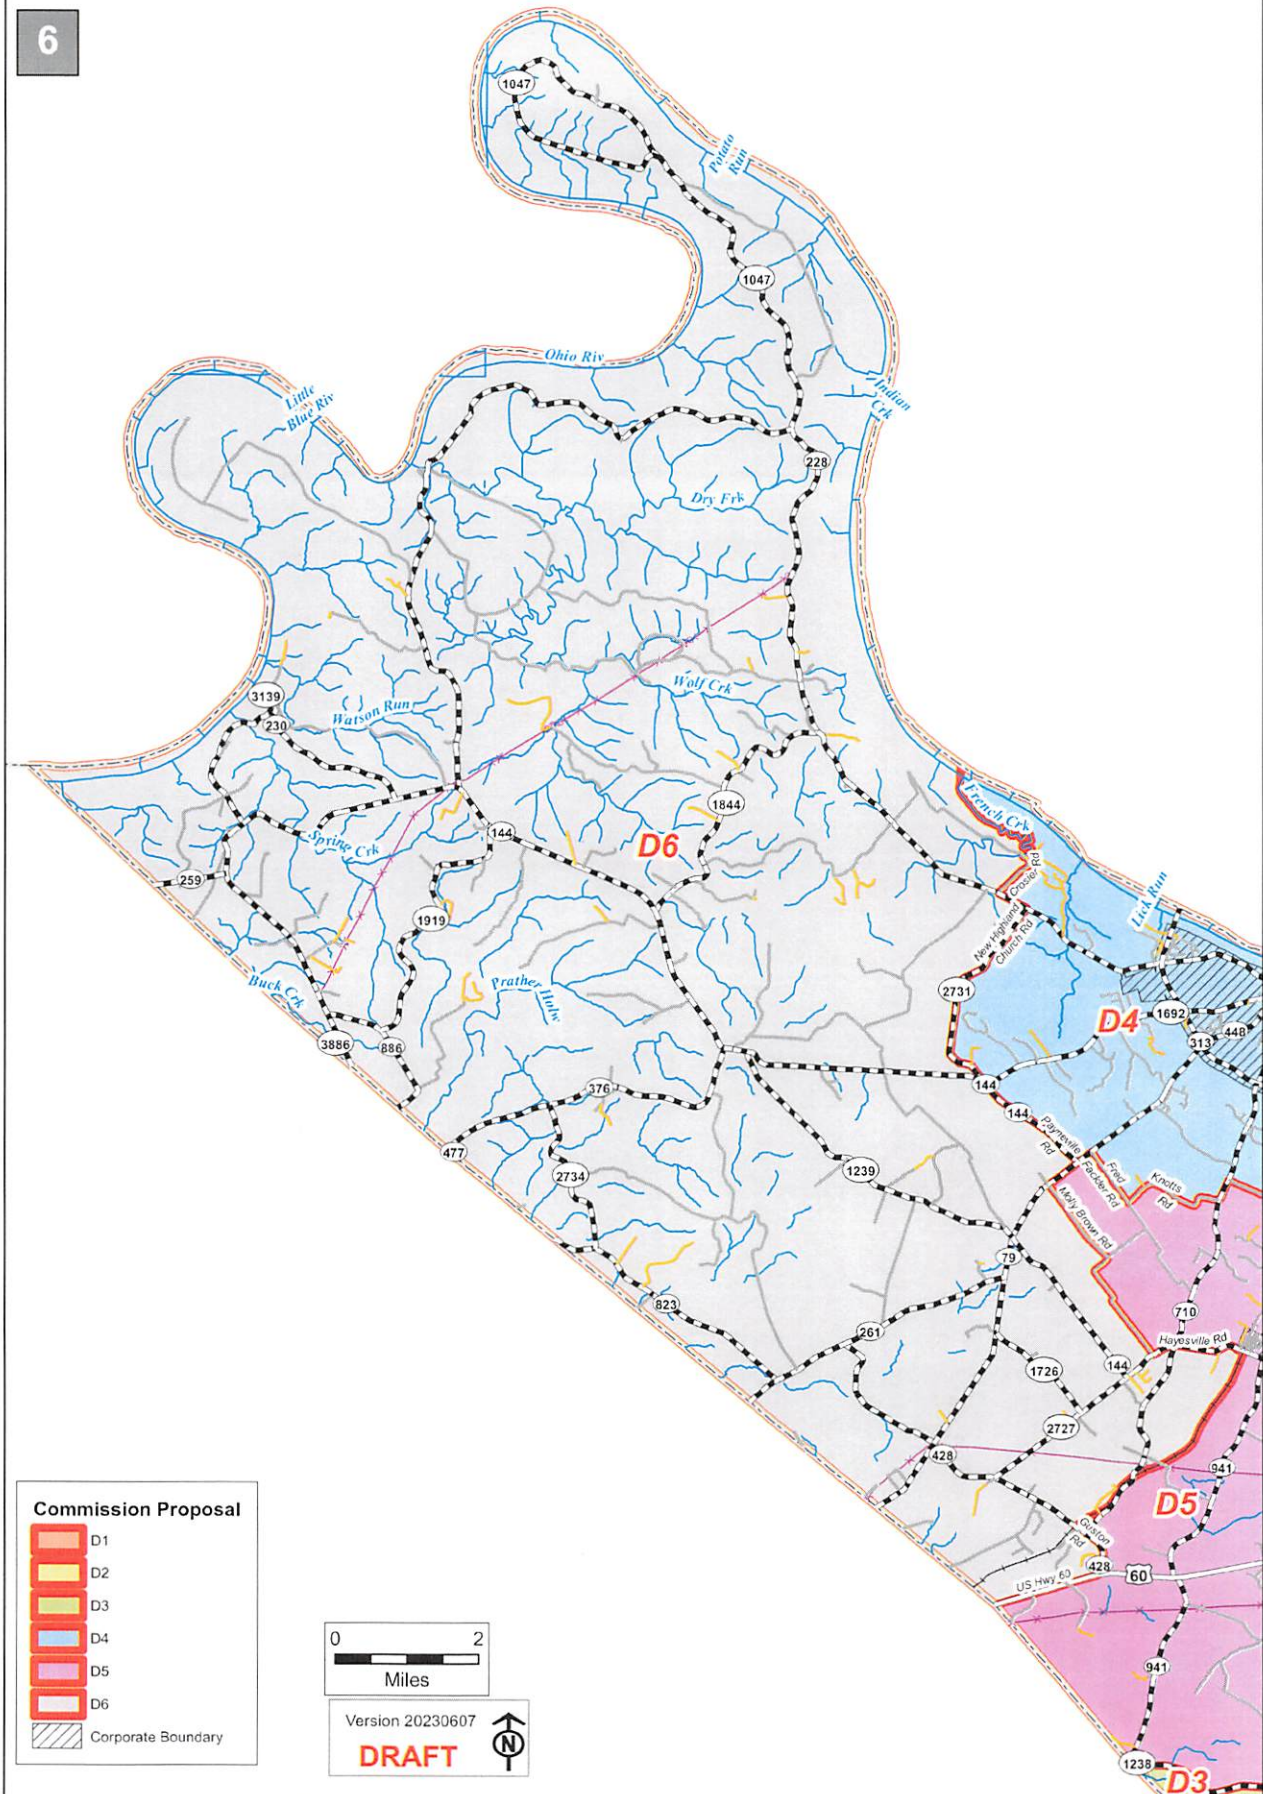 6
1047
Potato
Run
1047
Ohio Riv
Little
Blue Riv
Indian
Crk
228
Dry Frk
Wolf Crk
3139
Watson Run
230
French Crk
1844
144
D6
Spring Crk
Crosier Rd
259
Lick Run
1919
New Highland
Church Rd
Buck Crk
Prather Holw
2731
D4
1692
448
3886
886
313
144
376
144
Payneville
Rd
477
2734
1239
Fackler Rd
Fred
Knotts
Rd
Molly Brown Rd
79
823
710
261
Hayesville Rd
1726
144
2727
428
941
D5
Guston
Rd
428
60
US Hwy 60
941
1238
D3
Commission Proposal
D1
D2
D3
D4
D5
D6
Corporate Boundary
0 2
Miles
Version 20230607
DRAFT
N